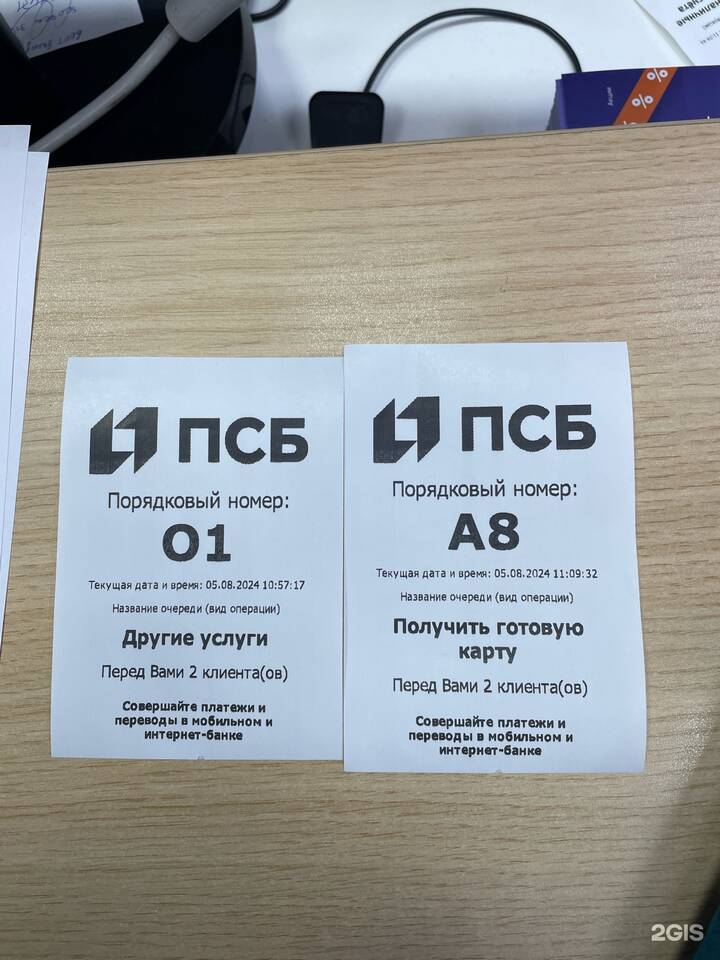 наличные
счёта
% %
ПСБ
Порядковый номер:
О1
Текущая дата и время: 05.08.2024 10:57:17
Название очереди (вид операции)
Другие услуги
Перед Вами 2 клиента(ов)
Совершайте платежи и
переводы в мобильном и
интернет-банке
ПСБ
Порядковый номер:
А8
Текущая дата и время: 05.08.2024 11:09:32
Название очереди (вид операции)
Получить готовую
карту
Перед Вами 2 клиента(ов)
Совершайте платежи и
переводы в мобильном и
интернет-банке
2GIS